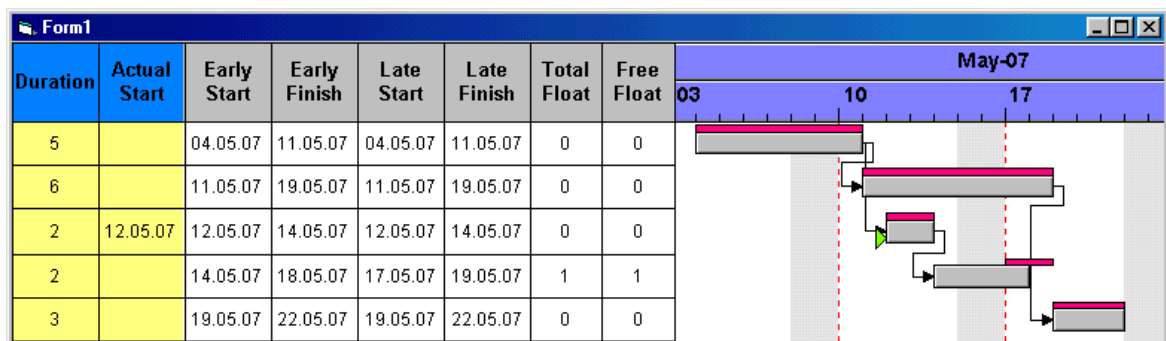 Form1
Duration Actual Start Early Start Early Finish Late Start Late Finish Total Float Free Float May-07
03 10 17
5 04.05.07 11.05.07 04.05.07 11.05.07 0 0
6 11.05.07 19.05.07 11.05.07 19.05.07 0 0
2 12.05.07 12.05.07 14.05.07 12.05.07 14.05.07 0 0
2 14.05.07 18.05.07 17.05.07 19.05.07 1 1
3 19.05.07 22.05.07 19.05.07 22.05.07 0 0